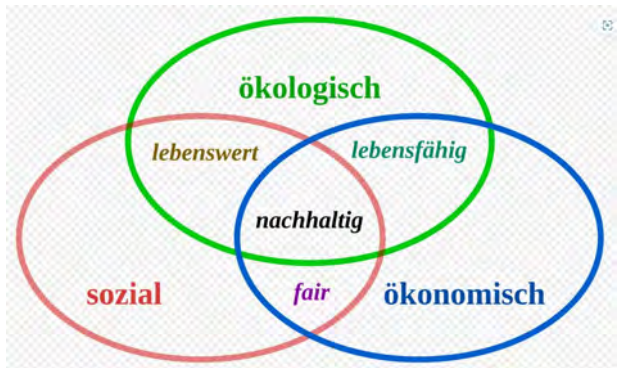 ökologisch
lebenswert
lebensfähig
nachhaltig
sozial
fair
ökonomisch